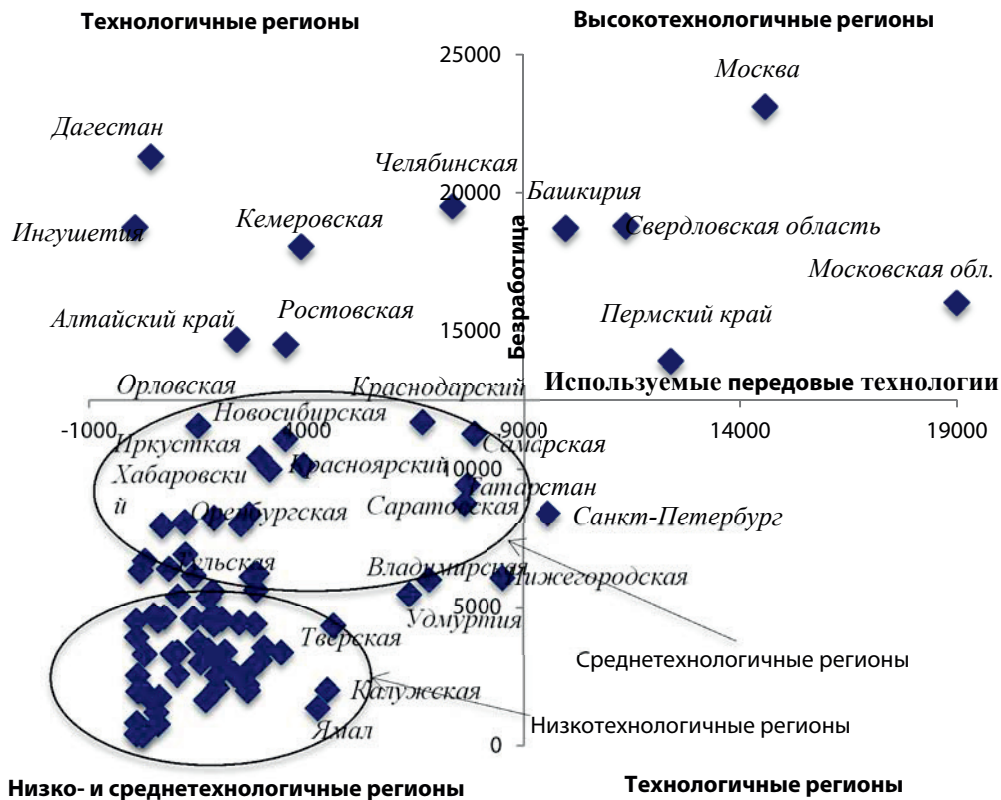 Технологичные регионы
Высокотехнологичные регионы
25000
Москва
Дагестан
Челябинская
20000
Башкирия
Ингушетия
Кемеровская
Свердловская область
Безработица
Московская обл.
Алтайский край
Ростовская
15000
Пермский край
Орловская
Краснодарский
Используемые передовые технологии
-1000
4000
9000
14000
19000
Новосибирская
Иркусткая
Самарская
Хабаровски
й
Красноярский
10000
Татарстан
Оренбургская
Саратовская
Санкт-Петербург
Тульская
Владимирская
Нижегородская
5000
Удмуртия
Тверская
Среднетехнологичные регионы
Калужская
Низкотехнологичные регионы
Ямал
0
Низко- и среднетехнологичные регионы
Технологичные регионы